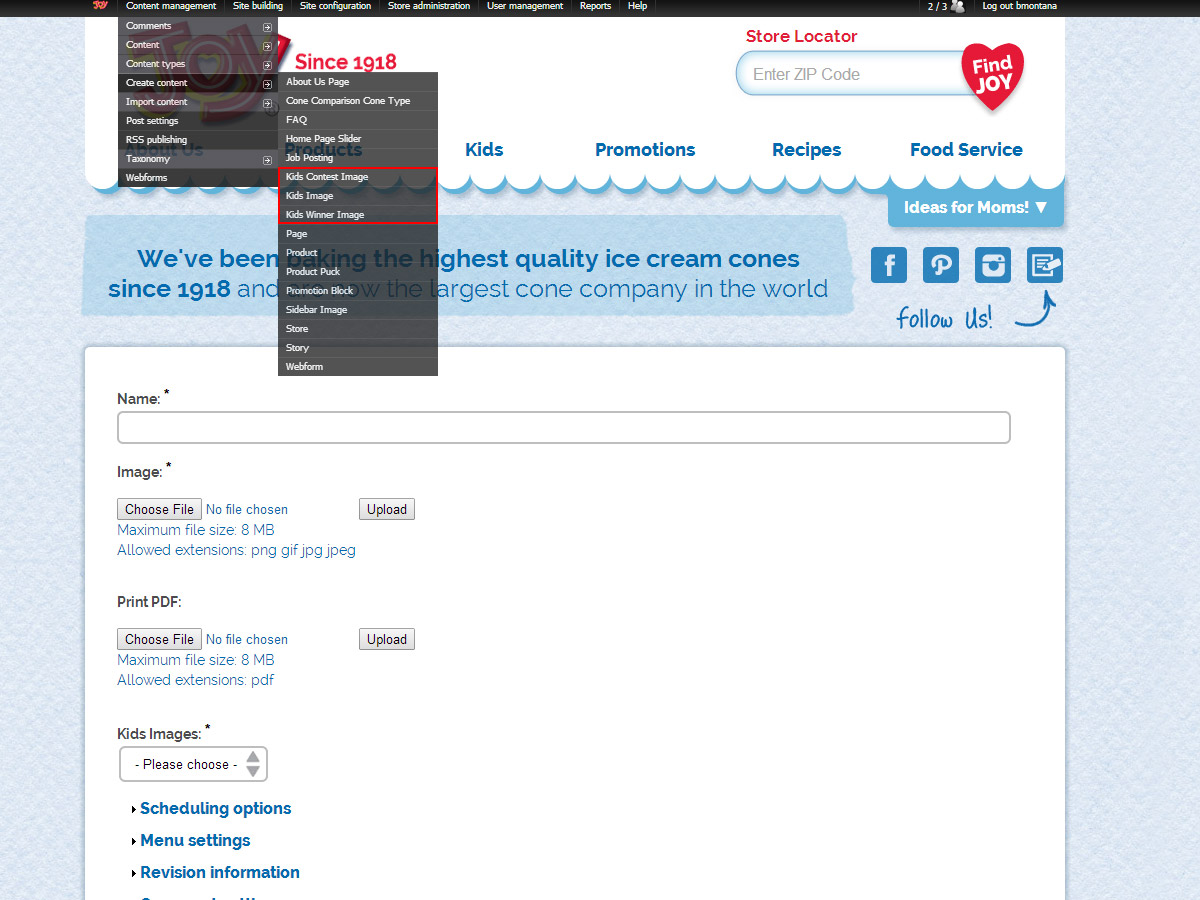 Content management Site building Site configuration Store administration User management Reports Help 2 / 3 Log out bmontana
Comments
Content
Content types
Create content
Import content
Post settings
RSS publishing
Taxonomy
Webforms
About Us Page
Cone Comparison Cone Type
FAQ
Home Page Slider
Job Posting
Kids Contest Image
Kids Image
Kids Winner Image
Page
Product
Product Puck
Promotion Block
Sidebar Image
Store
Story
Webform
JOY
Since 1918
Store Locator
Enter ZIP Code
Find
JOY
About Us Products Kids Promotions Recipes Food Service
Ideas for Moms! ▼
We've been baking the highest quality ice cream cones
since 1918 and are now the largest cone company in the world
follow Us!
Name: *
Image: *
Choose File No file chosen Upload
Maximum file size: 8 MB
Allowed extensions: png gif jpg jpeg
Print PDF:
Choose File No file chosen Upload
Maximum file size: 8 MB
Allowed extensions: pdf
Kids Images: *
- Please choose -
Scheduling options
Menu settings
Revision information